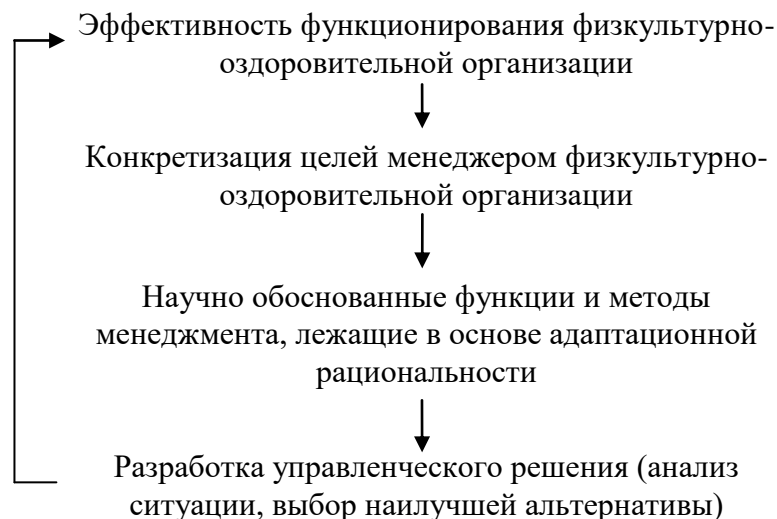 Эффективность функционирования физкультурно-
оздоровительной организации
Конкретизация целей менеджером физкультурно-
оздоровительной организации
Научно обоснованные функции и методы
менеджмента, лежащие в основе адаптационной
рациональности
Разработка управленческого решения (анализ
ситуации, выбор наилучшей альтернативы)